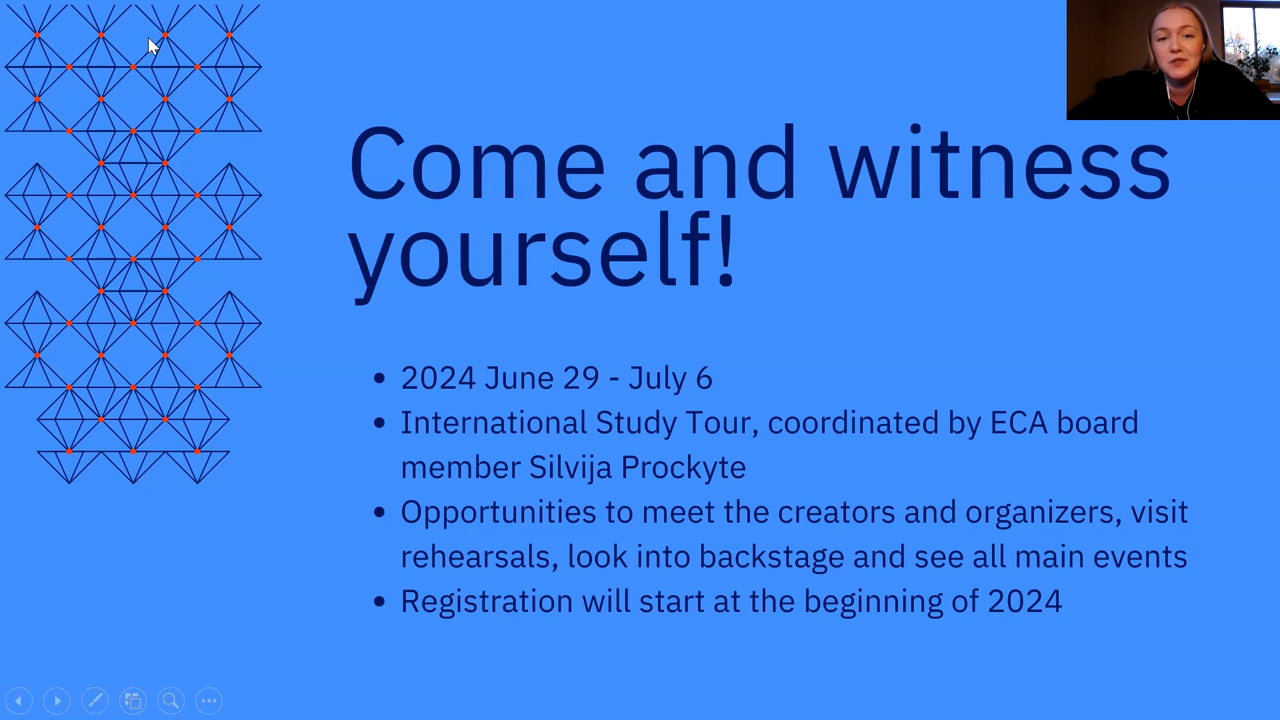 Come and witness
yourself!
• 2024 June 29 - July 6
• International Study Tour, coordinated by ECA board
member Silvija Prockyte
• Opportunities to meet the creators and organizers, visit
rehearsals, look into backstage and see all main events
• Registration will start at the beginning of 2024